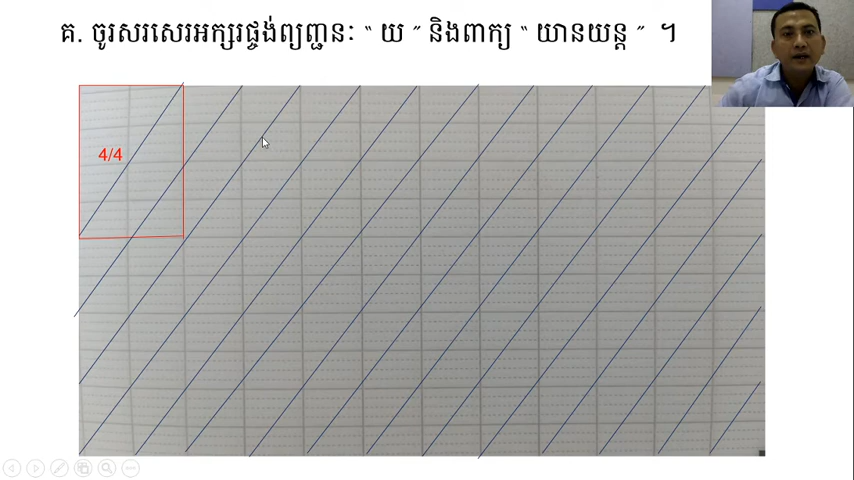 គ. ចូរសរសេរអក្សរផ្ចង់ព្យញ្ជនៈ “ យ ” និងពាក្យ “ យានយន្ត ” ។
4/4